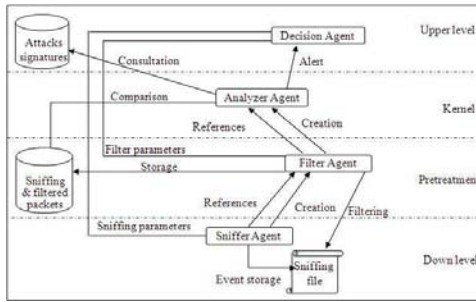 Attacks
signatures
Decision Agent
Upper level
Consultation
Alert
Comparison
Analyzer Agent
Kernel
References
Creation
Filter parameters
Filter Agent
Storage
Pretreatment
Sniffing
& filtered
packets
References
Creation
Filtering
Sniffing parameters
Sniffer Agent
Down level
Event storage
Sniffing
file